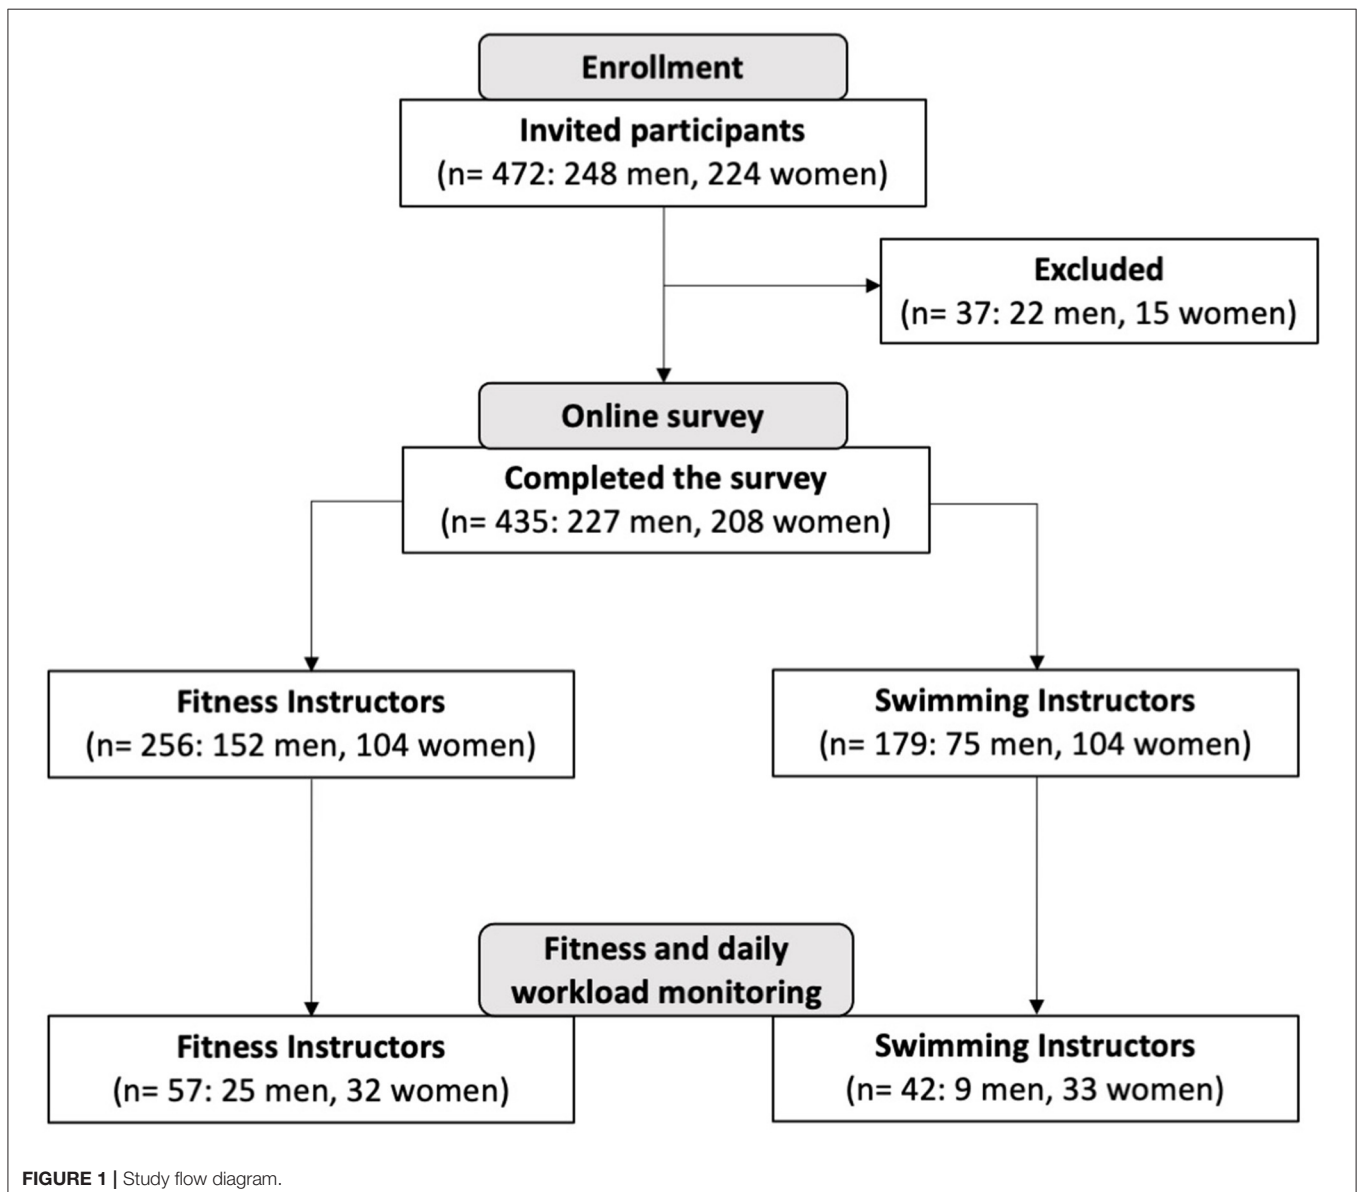 Enrollment
Invited participants
(n= 472: 248 men, 224 women)
Excluded
(n= 37: 22 men, 15 women)
Online survey
Completed the survey
(n= 435: 227 men, 208 women)
Fitness Instructors
(n= 256: 152 men, 104 women)
Swimming Instructors
(n= 179: 75 men, 104 women)
Fitness and daily
workload monitoring
Fitness Instructors
(n= 57: 25 men, 32 women)
Swimming Instructors
(n= 42: 9 men, 33 women)
FIGURE 1 | Study flow diagram.